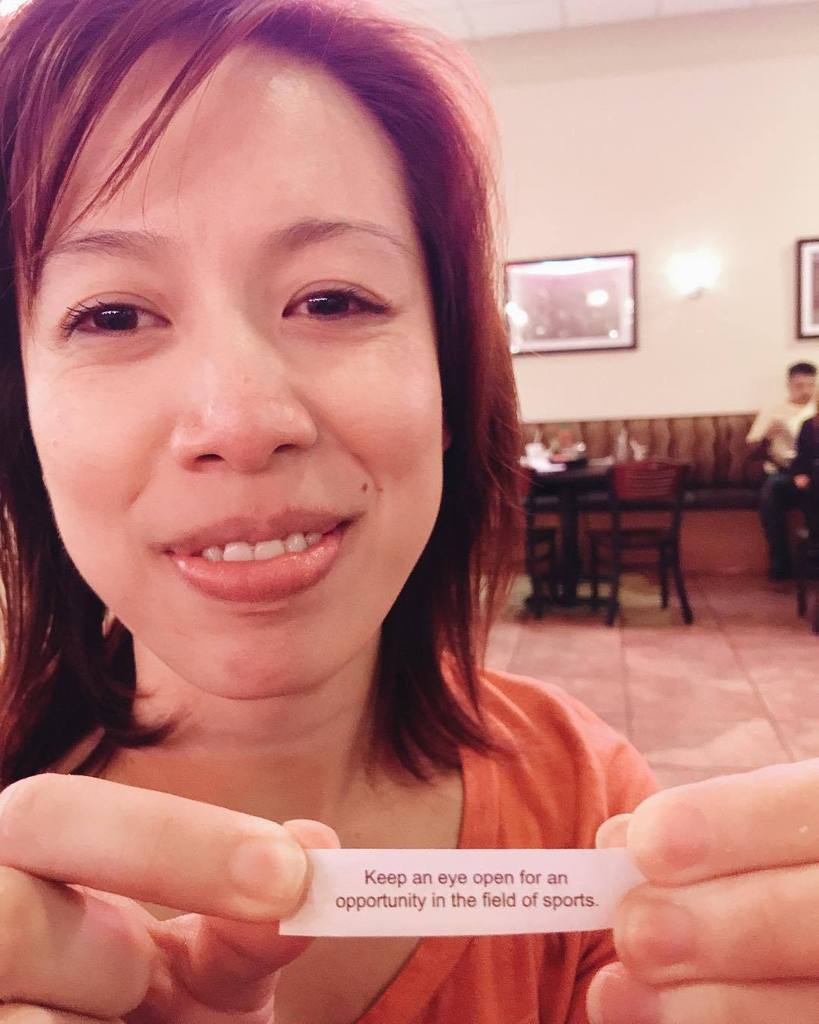 Keep an eye open for an
opportunity in the field of sports.